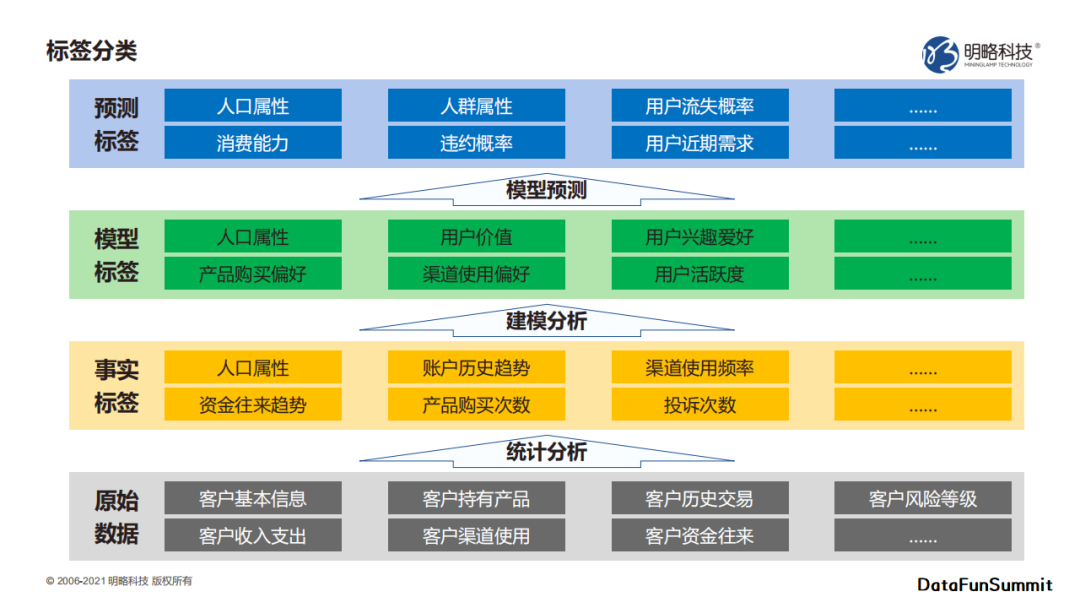 标签分类
明略科技®
MININGLAMP TECHNOLOGY
预测
标签
人口属性
人群属性
用户流失概率
......
消费能力
违约概率
用户近期需求
......
模型预测
模型
标签
人口属性
用户价值
用户兴趣爱好
......
产品购买偏好
渠道使用偏好
用户活跃度
......
建模分析
事实
标签
人口属性
账户历史趋势
渠道使用频率
......
资金往来趋势
产品购买次数
投诉次数
......
统计分析
原始
数据
客户基本信息
客户持有产品
客户历史交易
客户风险等级
客户收入支出
客户渠道使用
客户资金往来
......
© 2006-2021 明略科技 版权所有
DataFunSummit